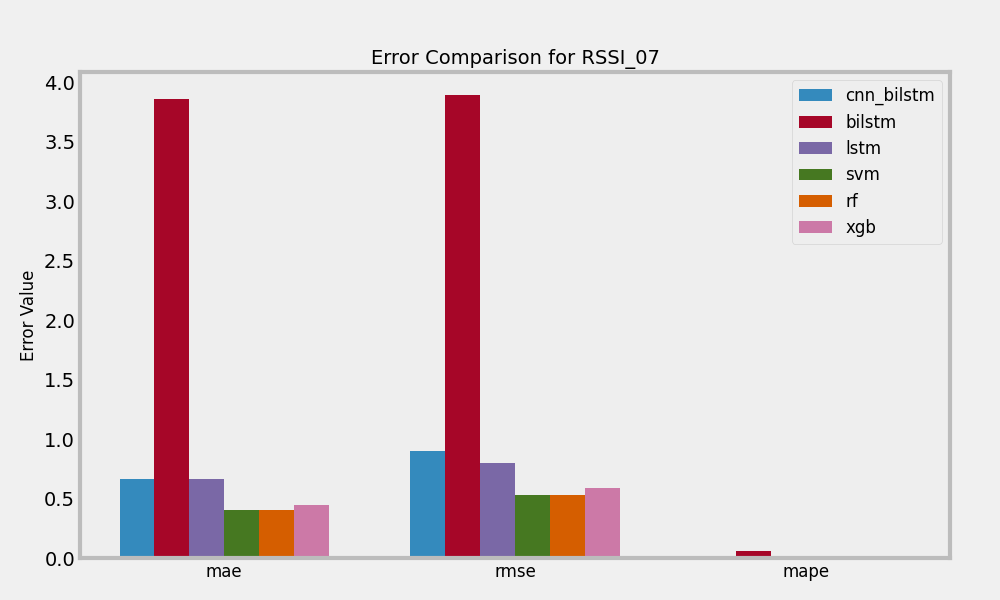 Error Comparison for RSSI_07
Error Value
4.0
3.5
3.0
2.5
2.0
1.5
1.0
0.5
0.0
cnn_bilstm
bilstm
lstm
svm
rf
xgb
mae rmse mape